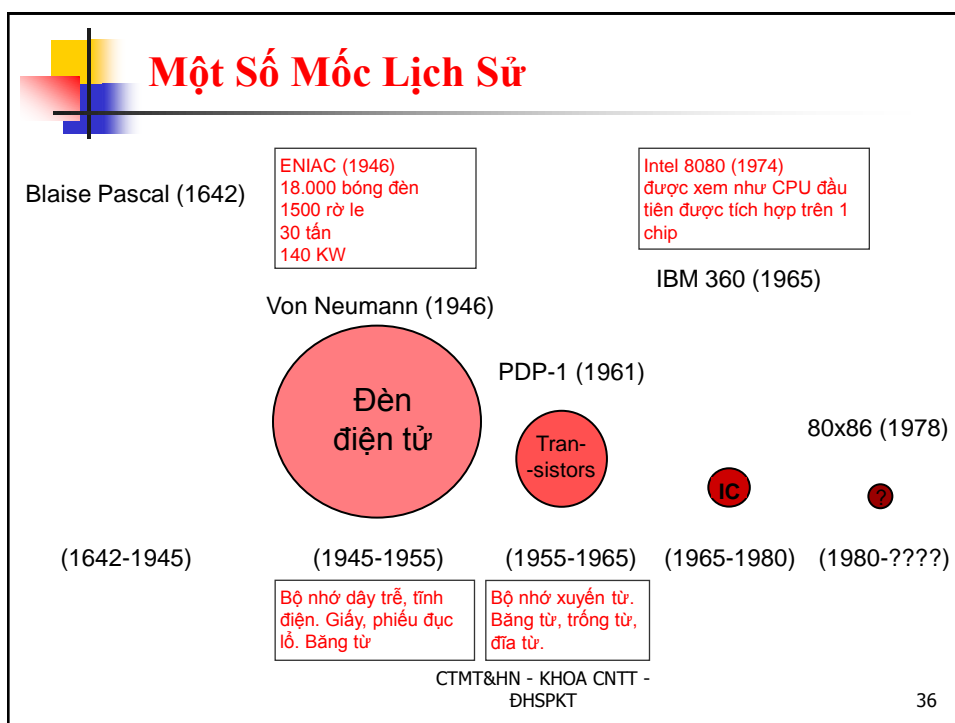 Một Số Mốc Lịch Sử
Blaise Pascal (1642)
ENIAC (1946)
18.000 bóng đèn
1500 rờ le
30 tấn
140 KW
Intel 8080 (1974)
được xem như CPU đầu
tiên được tích hợp trên 1
chip
IBM 360 (1965)
Von Neumann (1946)
PDP-1 (1961)
80x86 (1978)
Đèn
điện tử
Tran-
-sistors
IC
?
(1642-1945)
(1945-1955)
(1955-1965)
(1965-1980)
(1980-????)
Bộ nhớ dây trễ, tĩnh
điện. Giấy, phiếu đục
lổ. Băng từ
Bộ nhớ xuyến từ.
Băng từ, trống từ,
đĩa từ.
CTMT&HN - KHOA CNTT -
ĐHSPKT
36